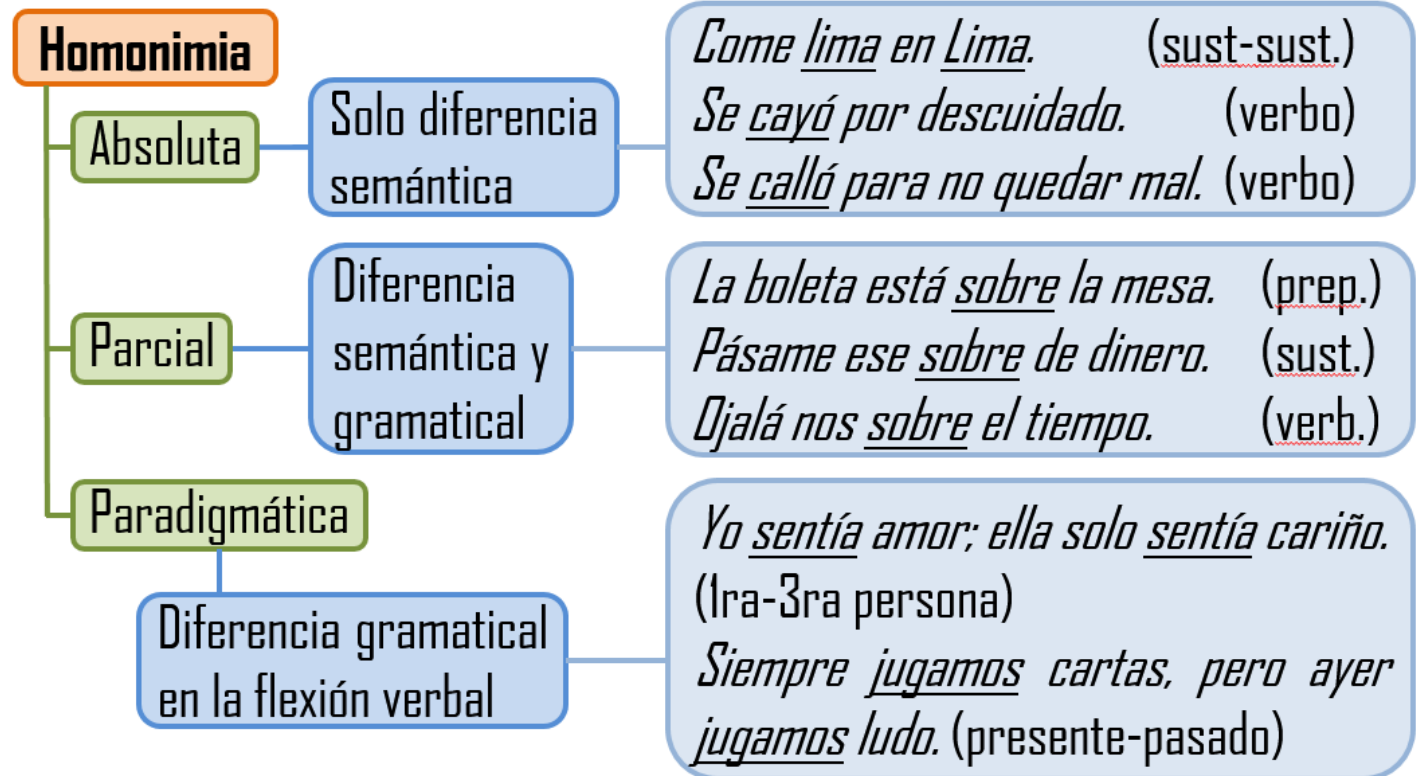 Homonimia
Absoluta
Solo diferencia
semántica
Come lima en Lima. (sust-sust.)
Se cayó por descuidado. (verbo)
Se calló para no quedar mal. (verbo)
Parcial
Diferencia
semántica y
gramatical
La boleta está sobre la mesa. (prep.)
Pásame ese sobre de dinero. (sust.)
Ojalá nos sobre el tiempo. (verb.)
Paradigmática
Diferencia gramatical
en la flexión verbal
Yo sentía amor; ella solo sentía cariño.
(1ra-3ra persona)
Siempre jugamos cartas, pero ayer
jugamos ludo. (presente-pasado)